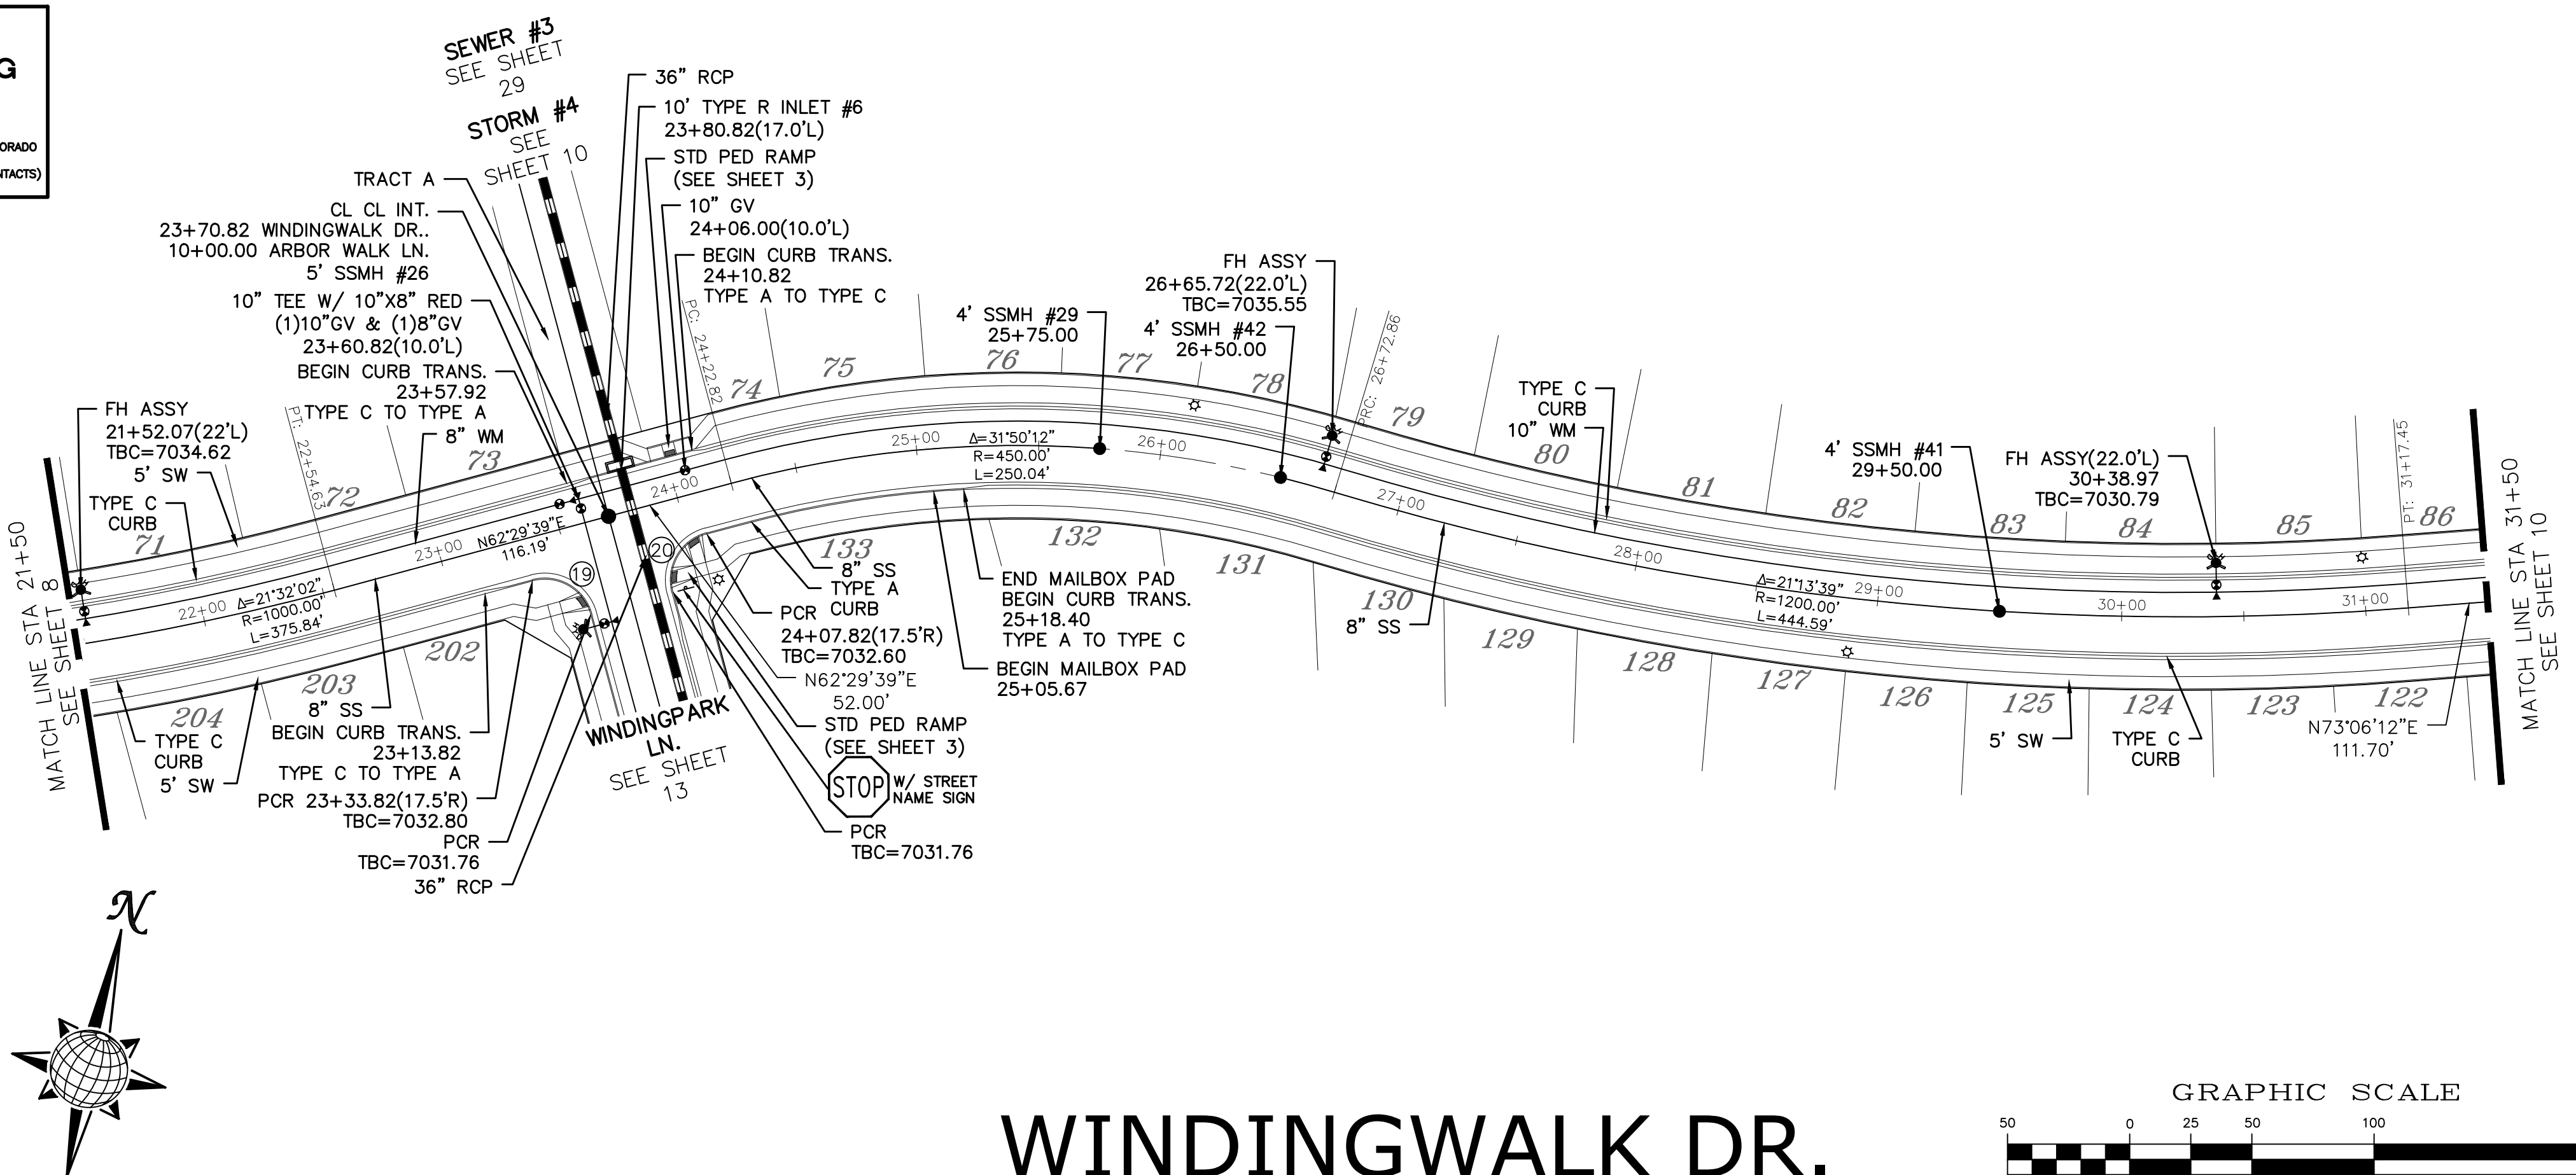 G
ORADO
NTACTS)
SEWER #3
SEE SHEET
29
STORM #4
SEE
SHEET 10
36" RCP
10' TYPE R INLET #6
23+80.82(17.0'L)
STD PED RAMP
(SEE SHEET 3)
10" GV
24+06.00(10.0'L)
BEGIN CURB TRANS.
24+10.82
TYPE A TO TYPE C
TRACT A
CL CL INT.
23+70.82 WINDINGWALK DR..
10+00.00 ARBOR WALK LN.
5' SSMH #26
10" TEE W/ 10"X8" RED
(1)10"GV & (1)8"GV
23+60.82(10.0'L)
BEGIN CURB TRANS.
23+57.92
TYPE C TO TYPE A
8" WM
FH ASSY
21+52.07(22'L)
TBC=7034.62
5' SW
TYPE C
CURB
PT: 22+54.63
PC: 24+22.82
4' SSMH #29
25+75.00
FH ASSY
26+65.72(22.0'L)
TBC=7035.55
4' SSMH #42
26+50.00
PRC: 26+72.86
TYPE C
CURB
10" WM
4' SSMH #41
29+50.00
FH ASSY(22.0'L)
30+38.97
TBC=7030.79
PT: 31+17.45
71
72
73
74
75
76
77
78
79
80
81
82
83
84
85
86
MATCH LINE STA 21+50
SEE SHEET 8
MATCH LINE STA 31+50
SEE SHEET 10
22+00
Δ=21°32'02"
R=1000.00'
L=375.84'
23+00
N62°29'39"E
116.19'
24+00
25+00
Δ=31°50'12"
R=450.00'
L=250.04'
26+00
27+00
28+00
Δ=21°13'39"
R=1200.00'
L=444.59'
29+00
30+00
31+00
19
20
204
203
202
133
132
131
130
129
128
127
126
125
124
123
122
TYPE C
CURB
5' SW
8" SS
BEGIN CURB TRANS.
23+13.82
TYPE C TO TYPE A
PCR 23+33.82(17.5'R)
TBC=7032.80
PCR
TBC=7031.76
36" RCP
WINDINGPARK
LN.
SEE SHEET
13
8" SS
TYPE A
CURB
PCR
24+07.82(17.5'R)
TBC=7032.60
N62°29'39"E
52.00'
STD PED RAMP
(SEE SHEET 3)
STOP
W/ STREET
NAME SIGN
PCR
TBC=7031.76
END MAILBOX PAD
BEGIN CURB TRANS.
25+18.40
TYPE A TO TYPE C
BEGIN MAILBOX PAD
25+05.67
8" SS
5' SW
TYPE C
CURB
N73°06'12"E
111.70'
N
WINDINGWALK DR.
GRAPHIC SCALE
50 0 25 50 100